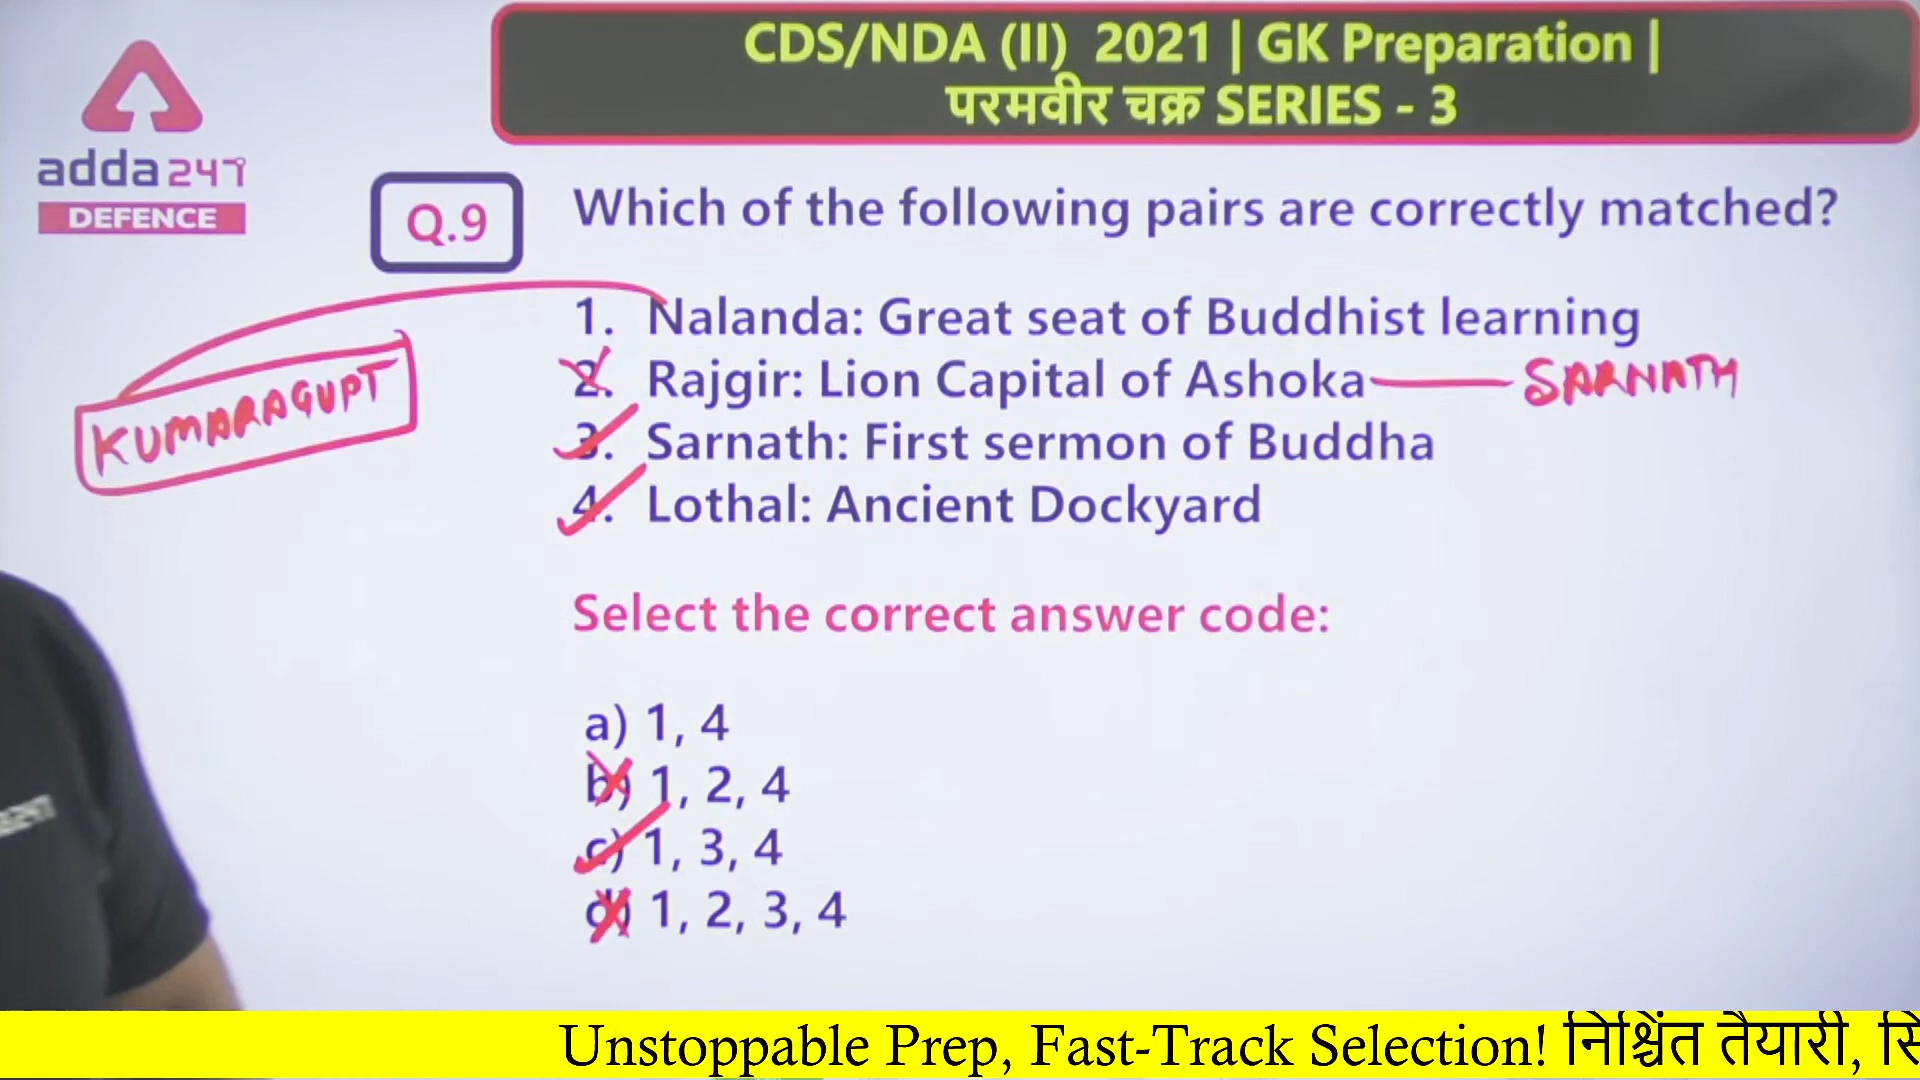 CDS/NDA (II) 2021 | GK Preparation |
परमवीर चक्र SERIES - 3
adda247
DEFENCE
Q.9
Which of the following pairs are correctly matched?
1. Nalanda: Great seat of Buddhist learning
KUMARAGUPT
2. Rajgir: Lion Capital of Ashoka SARNATH
3. Sarnath: First sermon of Buddha
4. Lothal: Ancient Dockyard
Select the correct answer code:
a) 1, 4
b) 1, 2, 4
c) 1, 3, 4
d) 1, 2, 3, 4
Unstoppable Prep, Fast-Track Selection! निश्चिंत तैयारी,